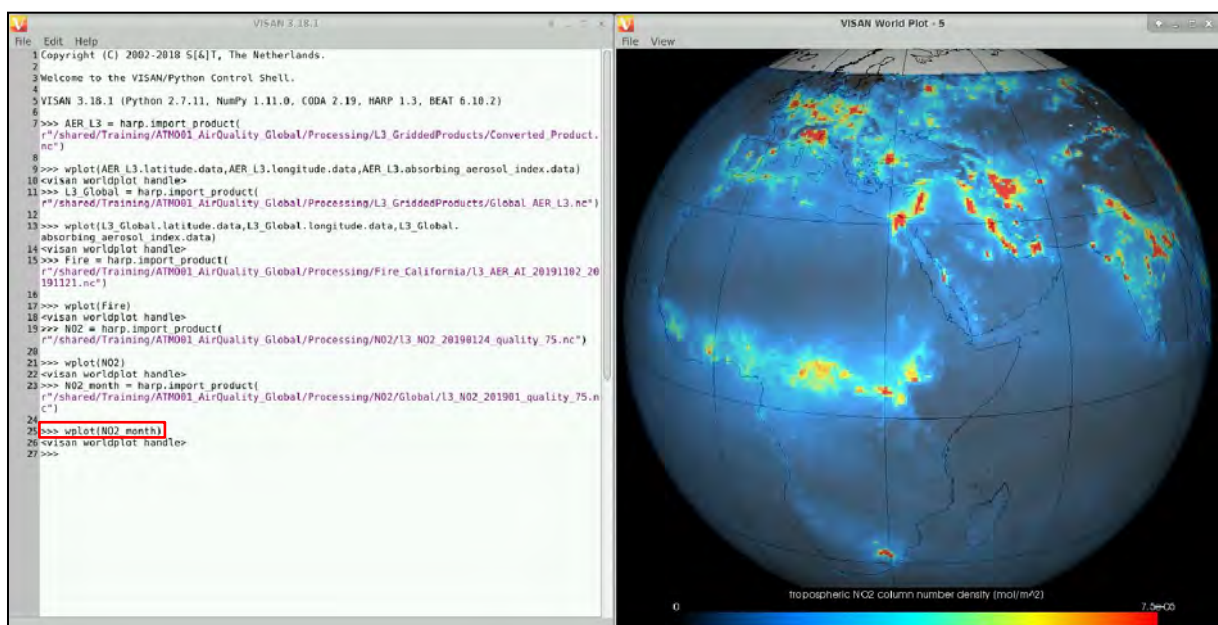 VISAN 3.18.1
File Edit Help
1 Copyright (C) 2002-2018 S[&]T, The Netherlands.
2
3 Welcome to the VISAN/Python Control Shell.
4
5 VISAN 3.18.1 (Python 2.7.11, NumPy 1.11.0, CODA 2.19, HARP 1.3, BEAT 6.10.2)
6
7 >>> AER_L3 = harp.import_product(
r"/shared/Training/ATMO01_AirQuality_Global/Processing/L3_GriddedProducts/Converted_Product.
nc")
8
9 >>> wplot(AER_L3.latitude.data,AER_L3.longitude.data,AER_L3.absorbing_aerosol_index.data)
10 <visan worldplot handle>
11 >>> L3_Global = harp.import_product(
r"/shared/Training/ATMO01_AirQuality_Global/Processing/L3_GriddedProducts/Global_AER_L3.nc")
12
13 >>> wplot(L3_Global.latitude.data,L3_Global.longitude.data,L3_Global.
absorbing_aerosol_index.data)
14 <visan worldplot handle>
15 >>> Fire = harp.import_product(
r"/shared/Training/ATMO01_AirQuality_Global/Processing/Fire_California/l3_AER_AI_20191102_20
191121.nc")
16
17 >>> wplot(Fire)
18 <visan worldplot handle>
19 >>> NO2 = harp.import_product(
r"/shared/Training/ATMO01_AirQuality_Global/Processing/NO2/l3_NO2_20190124_quality_75.nc")
20
21 >>> wplot(NO2)
22 <visan worldplot handle>
23 >>> NO2_month = harp.import_product(
r"/shared/Training/ATMO01_AirQuality_Global/Processing/NO2/Global/l3_NO2_201901_quality_75.n
c")
24
25 >>> wplot(NO2_month)
26 <visan worldplot handle>
27 >>>
VISAN World Plot - 5
File View
tropospheric NO2 column number density (mol/m^2)
0 7.5e-05